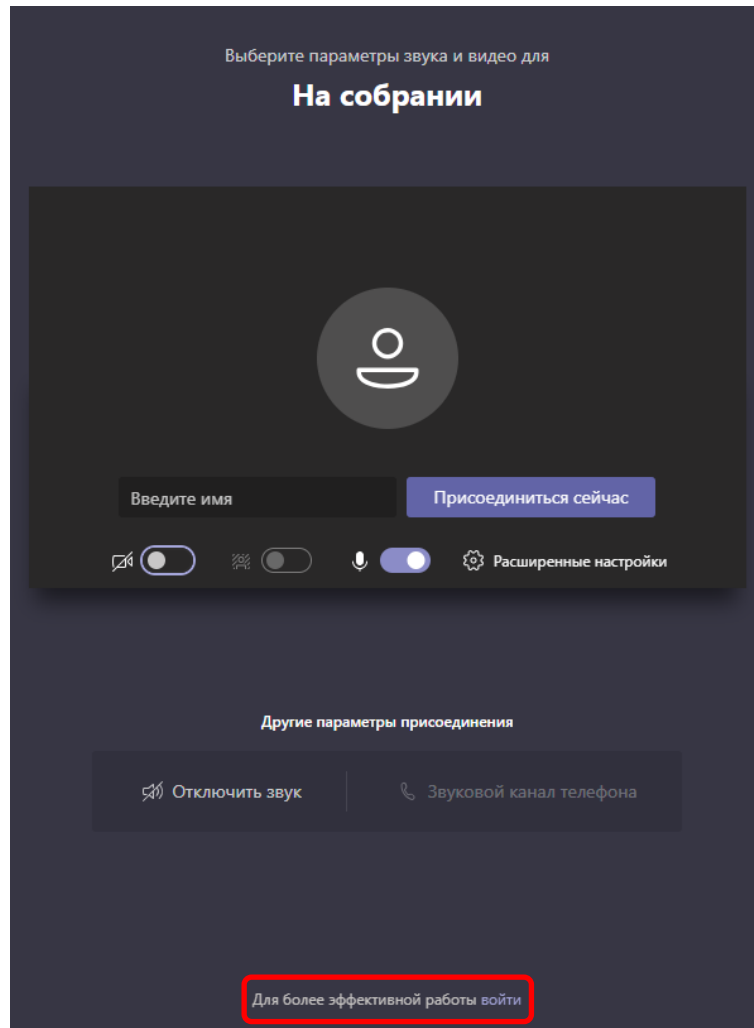 Выберите параметры звука и видео для
На собрании
Введите имя
Присоединиться сейчас
Расширенные настройки
Другие параметры присоединения
Отключить звук
Звуковой канал телефона
Для более эффективной работы войти